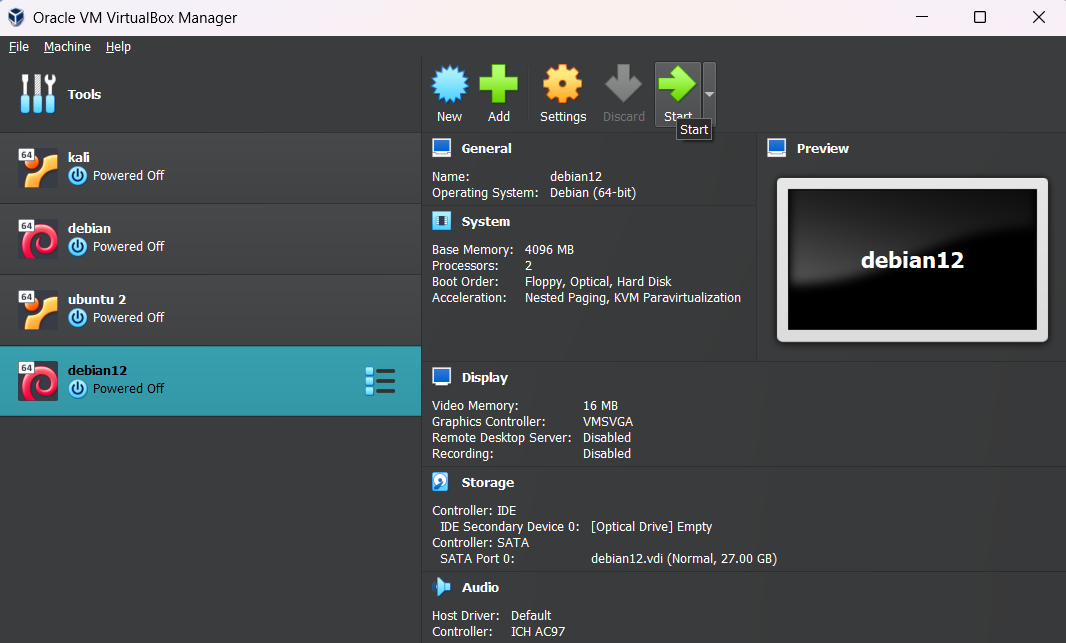 Oracle VM VirtualBox Manager
File Machine Help
Tools
New Add Settings Discard Start
Start
64
kali
Powered Off
64
debian
Powered Off
64
ubuntu 2
Powered Off
64
debian12
Powered Off
General
Name: debian12
Operating System: Debian (64-bit)
System
Base Memory: 4096 MB
Processors: 2
Boot Order: Floppy, Optical, Hard Disk
Acceleration: Nested Paging, KVM Paravirtualization
Preview
debian12
Display
Video Memory: 16 MB
Graphics Controller: VMSVGA
Remote Desktop Server: Disabled
Recording: Disabled
Storage
Controller: IDE
IDE Secondary Device 0: [Optical Drive] Empty
Controller: SATA
SATA Port 0: debian12.vdi (Normal, 27.00 GB)
Audio
Host Driver: Default
Controller: ICH AC97